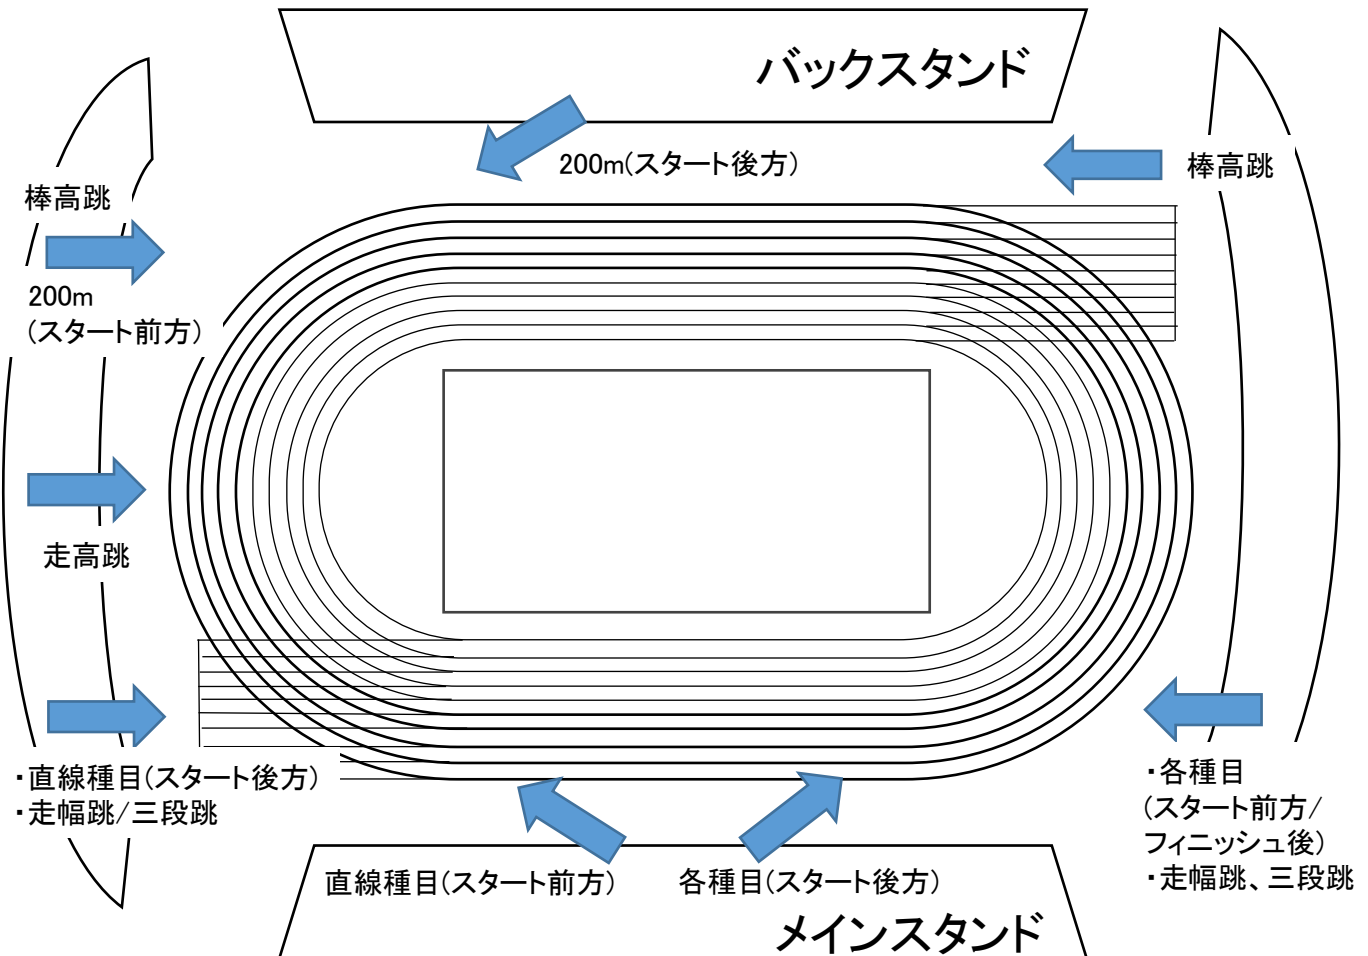 バックスタンド
200m(スタート後方)
棒高跳
棒高跳
200m
(スタート前方)
走高跳
・直線種目(スタート後方)
・走幅跳/三段跳
・各種目
(スタート前方/
フィニッシュ後)
・走幅跳、三段跳
直線種目(スタート前方)
各種目(スタート後方)
メインスタンド